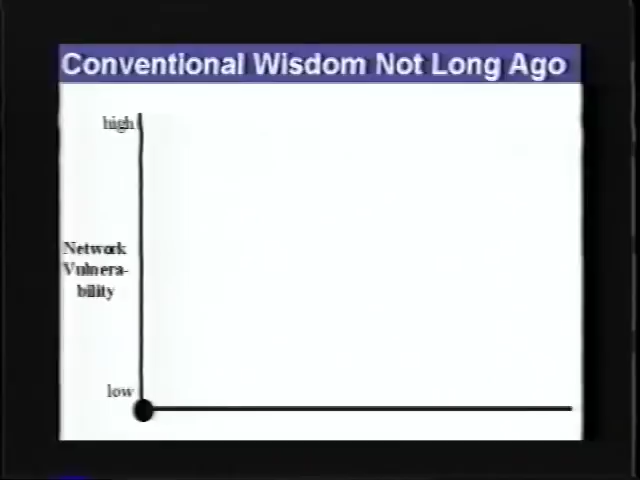 Conventional Wisdom Not Long Ago
high
Network
Vulnera-
bility
low